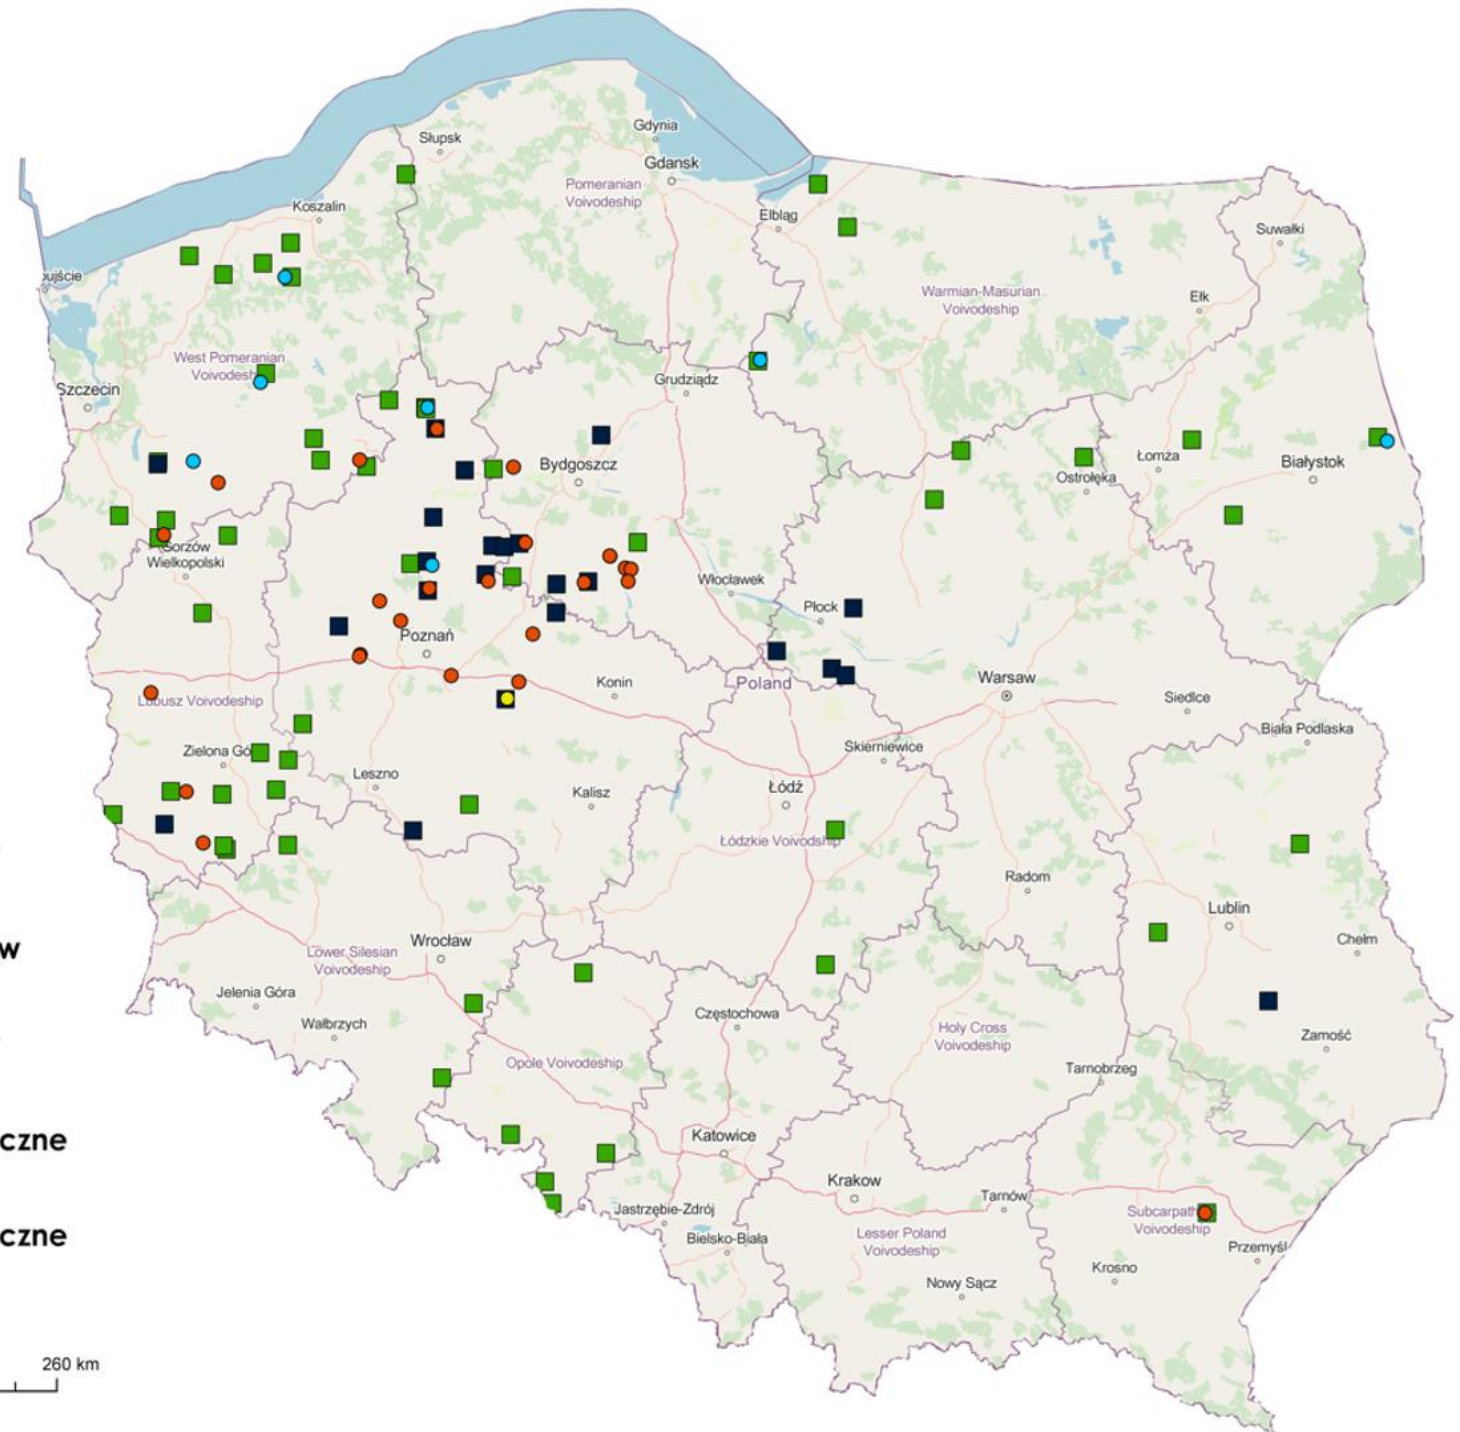 Słupsk
Gdynia
Gdansk
Pomeranian
Voivodeship
Koszalin
Elbląg
Suwałki
ujście
Warmian-Masurian
Voivodeship
Ełk
West Pomeranian
Szczecin
Grudziądz
Bydgoszcz
Łomża
Białystok
Ostrołęka
Gorzów
Wielkopolski
Włocławek
Płock
Poznań
Warsaw
Konin
Poland
Siedlce
Lubusz Voivodeship
Biała Podlaska
Zielona Gó
Skierniewice
Leszno
Kalisz
Łódź
Łódzkie Voivodship
Radom
Lublin
Wrocław
Chełm
w
Lower Silesian
Voivodeship
Jelenia Góra
Częstochowa
Wałbrzych
Holy Cross
Voivodeship
Zamość
Opole Voivodeship
Tarnobrzeg
czne
Katowice
Krakow
Tarnów
Jastrzębie-Zdrój
Subcarpath
Voivodeship
czne
Bielsko-Biała
Lesser Poland
Voivodeship
Przemyśl
Krosno
Nowy Sącz
260 km